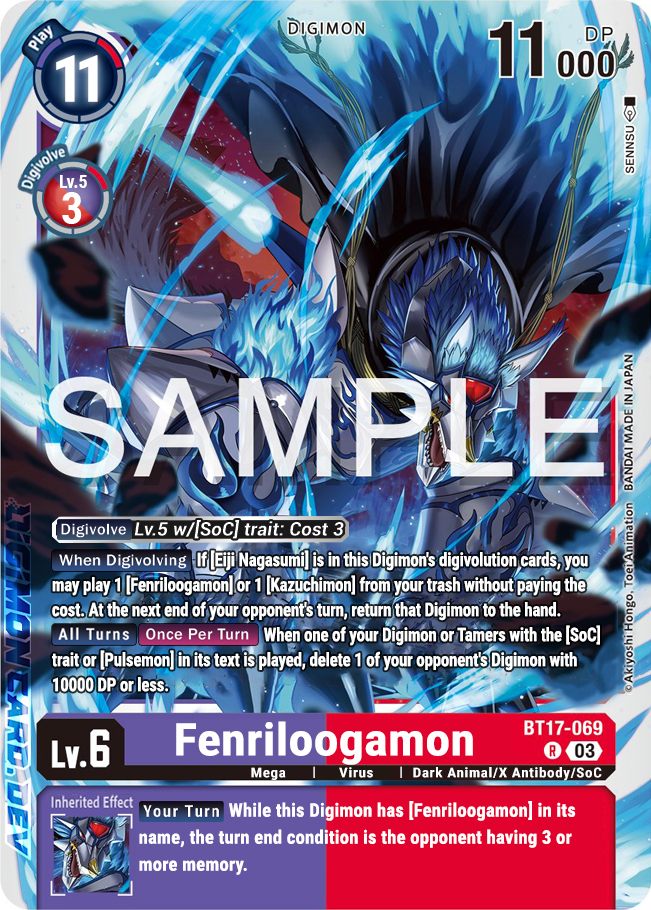 Play
11
DIGIMON
DP
11000
Digivolve
Lv.5
3
SENNSU
SAMPLE
©Akiyoshi Hongo, Toei Animation BANDAI MADE IN JAPAN
Digivolve Lv.5 w/[SoC] trait: Cost 3
When Digivolving If [Eiji Nagasumi] is in this Digimon's digivolution cards, you
may play 1 [Fenriloogamon] or 1 [Kazuchimon] from your trash without paying the
cost. At the next end of your opponent's turn, return that Digimon to the hand.
All Turns Once Per Turn When one of your Digimon or Tamers with the [SoC]
trait or [Pulsemon] in its text is played, delete 1 of your opponent's Digimon with
10000 DP or less.
DIGIMONCARD.DEV
Lv.6
Fenriloogamon
BT17-069
R 03
Mega | Virus | Dark Animal/X Antibody/SoC
Inherited Effect
Your Turn While this Digimon has [Fenriloogamon] in its
name, the turn end condition is the opponent having 3 or
more memory.